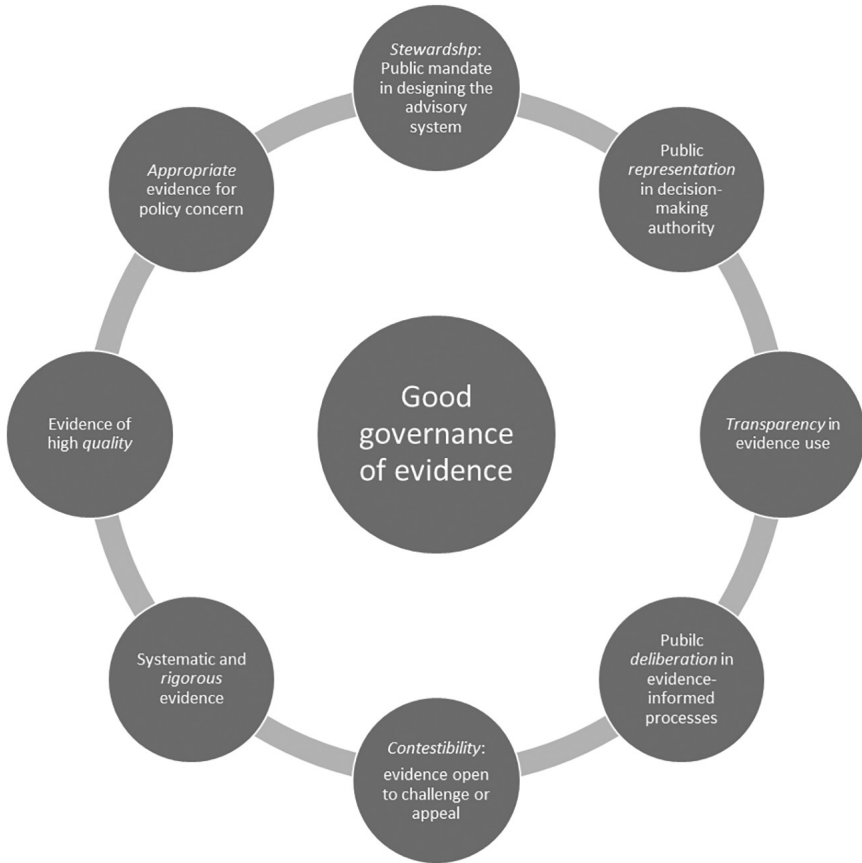 Stewardshp:
Public mandate
in designing the
advisory
system
Public
representation
in decision-
making
authority
Transparency in
evidence use
Public
deliberation in
evidence-
informed
processes
Contestibility:
evidence open
to challenge or
appeal
Systematic and
rigorous
evidence
Evidence of
high quality
Appropriate
evidence for
policy concern
Good
governance
of evidence